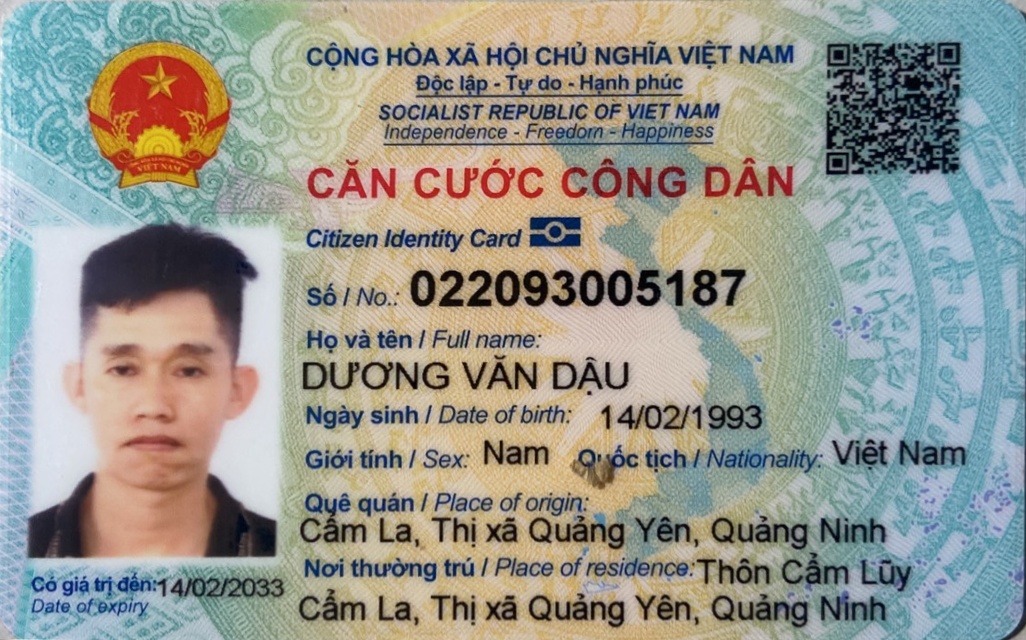 CỘNG HÒA XÃ HỘI CHỦ NGHĨA VIỆT NAM
Độc lập - Tự do - Hạnh phúc
SOCIALIST REPUBLIC OF VIET NAM
Independence - Freedom - Happiness
CĂN CƯỚC CÔNG DÂN
Citizen Identity Card
Số / No.: 022093005187
Họ và tên / Full name:
DƯƠNG VĂN DẬU
Ngày sinh / Date of birth: 14/02/1993
Giới tính / Sex: Nam Quốc tịch / Nationality: Việt Nam
Quê quán / Place of origin:
Cẩm La, Thị xã Quảng Yên, Quảng Ninh
Nơi thường trú / Place of residence: Thôn Cẩm Lũy
Cẩm La, Thị xã Quảng Yên, Quảng Ninh
Có giá trị đến: 14/02/2033
Date of expiry
VIỆT NAM